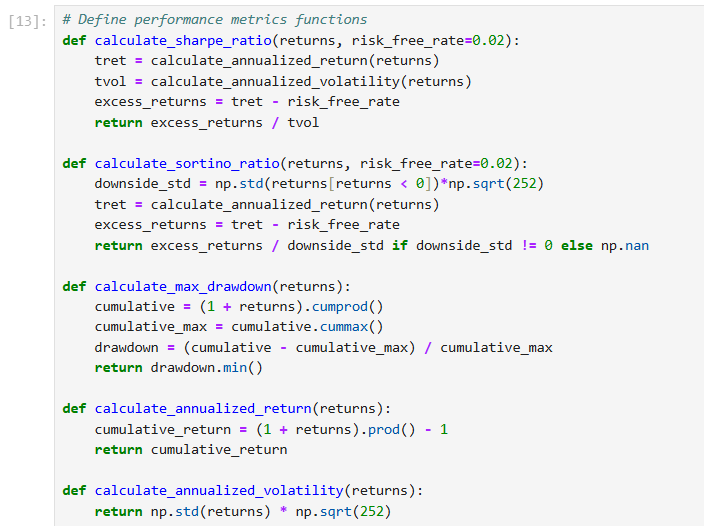 [13]: # Define performance metrics functions
def calculate_sharpe_ratio(returns, risk_free_rate=0.02):
    tret = calculate_annualized_return(returns)
    tvol = calculate_annualized_volatility(returns)
    excess_returns = tret - risk_free_rate
    return excess_returns / tvol

def calculate_sortino_ratio(returns, risk_free_rate=0.02):
    downside_std = np.std(returns[returns < 0])*np.sqrt(252)
    tret = calculate_annualized_return(returns)
    excess_returns = tret - risk_free_rate
    return excess_returns / downside_std if downside_std != 0 else np.nan

def calculate_max_drawdown(returns):
    cumulative = (1 + returns).cumprod()
    cumulative_max = cumulative.cummax()
    drawdown = (cumulative - cumulative_max) / cumulative_max
    return drawdown.min()

def calculate_annualized_return(returns):
    cumulative_return = (1 + returns).prod() - 1
    return cumulative_return

def calculate_annualized_volatility(returns):
    return np.std(returns) * np.sqrt(252)